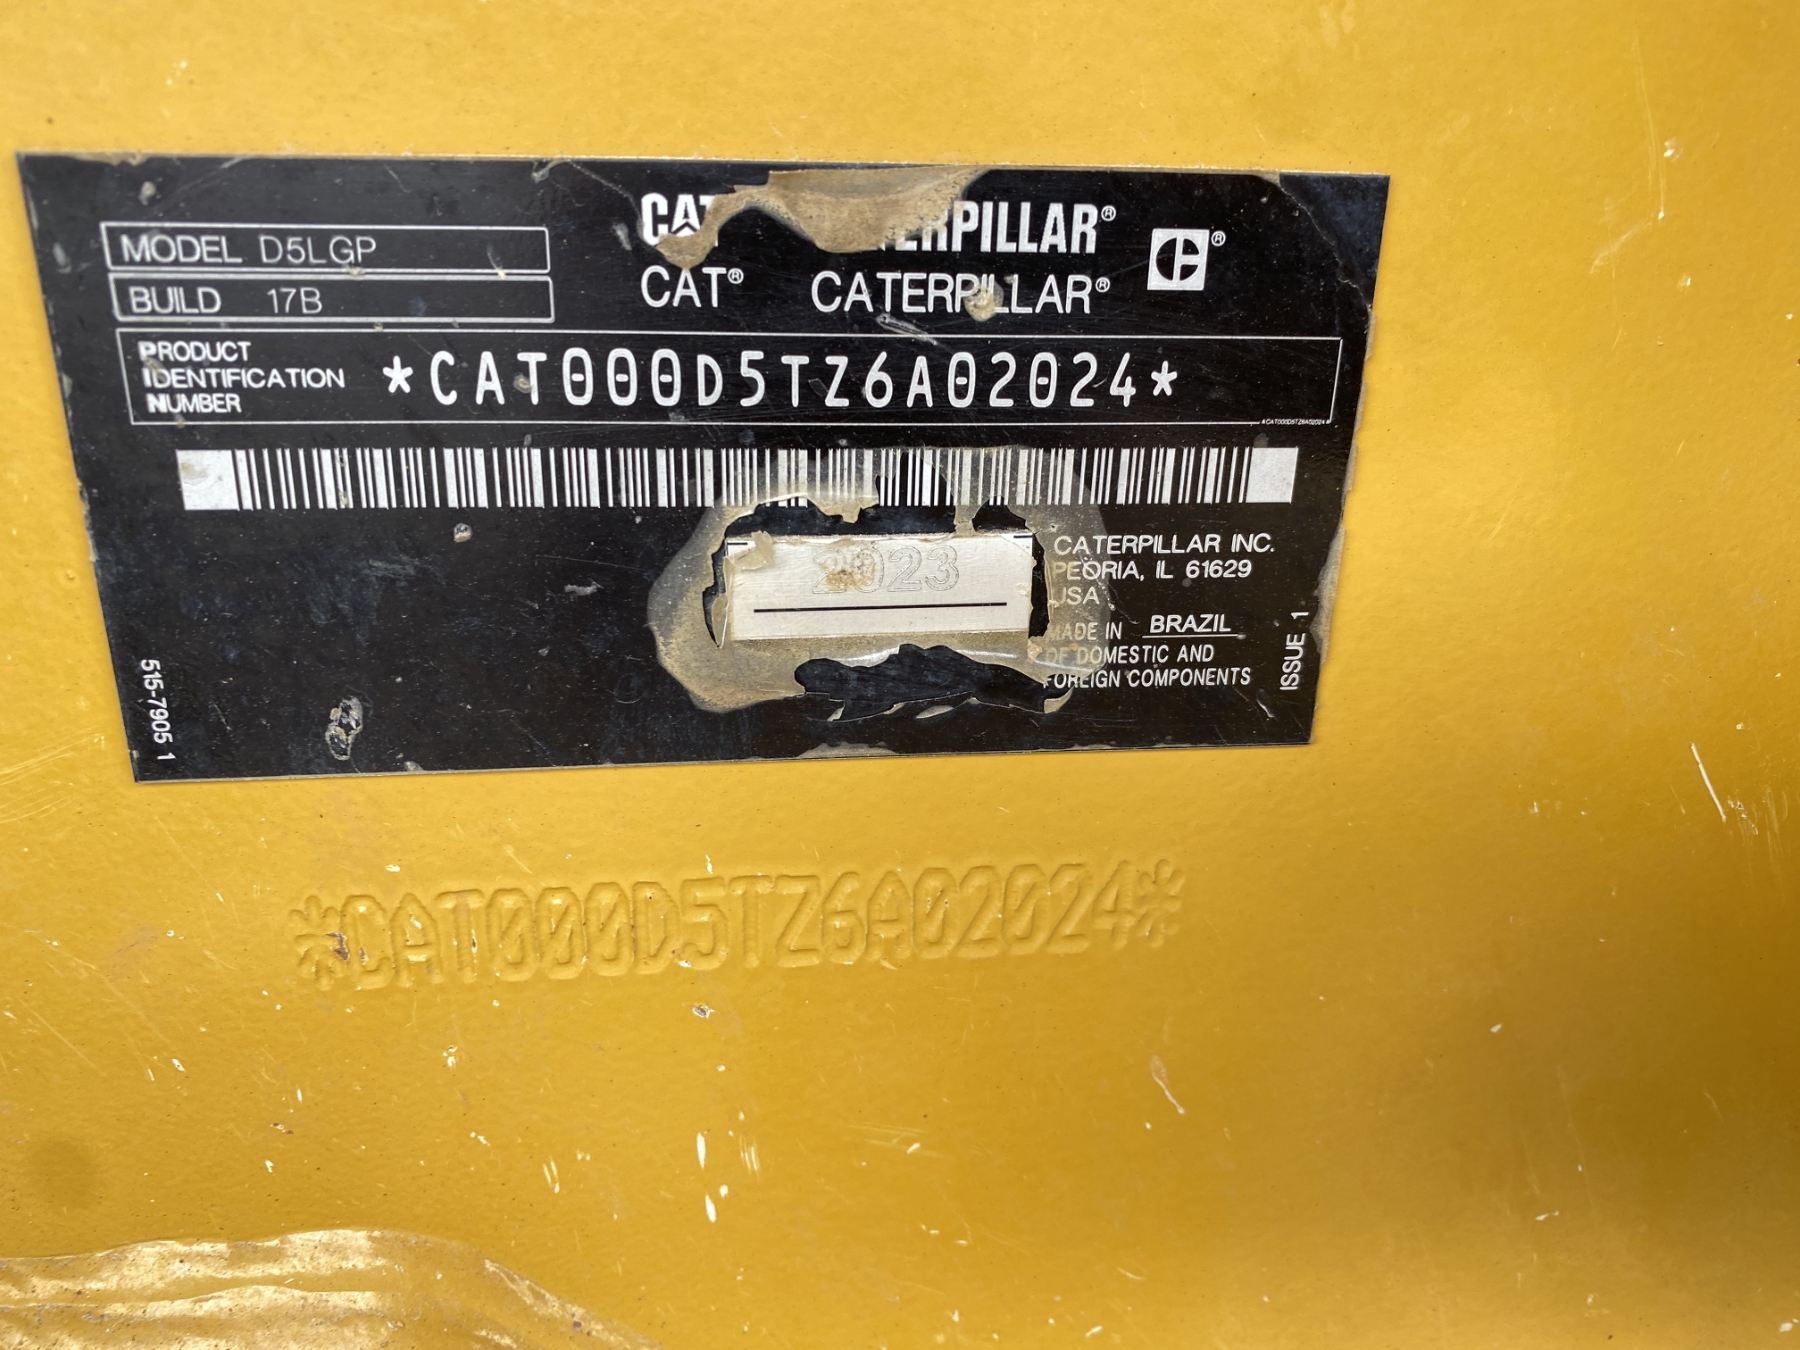 MODEL D5LGP
BUILD 17B
CAT CATERPILLAR®
CAT® CATERPILLAR®
®
PRODUCT
IDENTIFICATION
NUMBER
*CAT000D5TZ6A02024*
*CAT000D5TZ6A02024*
2023
CATERPILLAR INC.
PEORIA, IL 61629
USA
MADE IN BRAZIL
OF DOMESTIC AND
FOREIGN COMPONENTS
ISSUE 1
515-7905 1
*CAT000D5TZ6A02024*